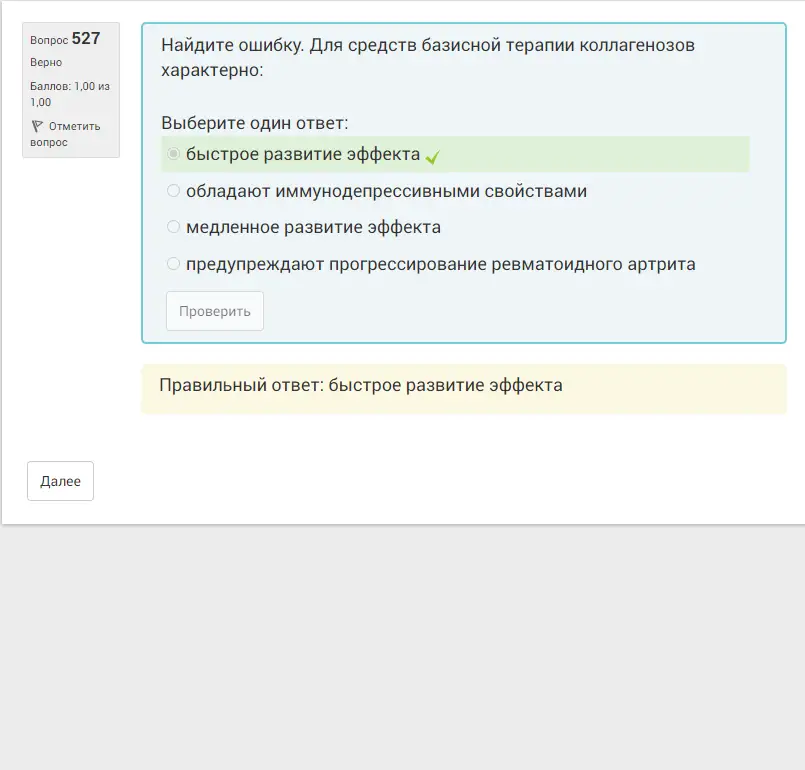 Вопрос 527
Верно
Баллов: 1,00 из
1,00
Отметить
вопрос
Найдите ошибку. Для средств базисной терапии коллагенозов
характерно:
Выберите один ответ:
быстрое развитие эффекта
обладают иммунодепрессивными свойствами
медленное развитие эффекта
предупреждают прогрессирование ревматоидного артрита
Проверить
Правильный ответ: быстрое развитие эффекта
Далее